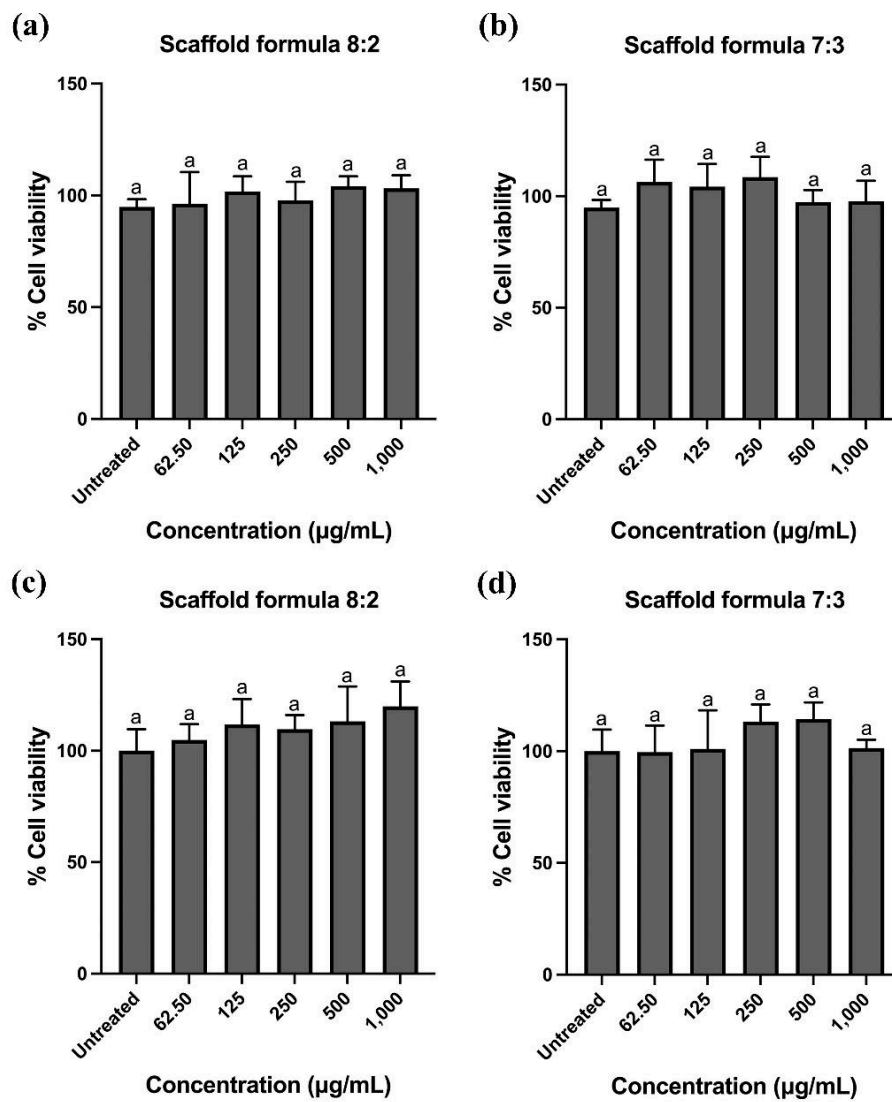 (a)
Scaffold formula 8:2
% Cell viability
150
100
50
0
a a a a a a
Untreated 62.50 125 250 500 1,000
Concentration (µg/mL)
(b)
Scaffold formula 7:3
% Cell viability
150
100
50
0
a a a a a a
Untreated 62.50 125 250 500 1,000
Concentration (µg/mL)
(c)
Scaffold formula 8:2
% Cell viability
150
100
50
0
a a a a a a
Untreated 62.50 125 250 500 1,000
Concentration (µg/mL)
(d)
Scaffold formula 7:3
% Cell viability
150
100
50
0
a a a a a a
Untreated 62.50 125 250 500 1,000
Concentration (µg/mL)